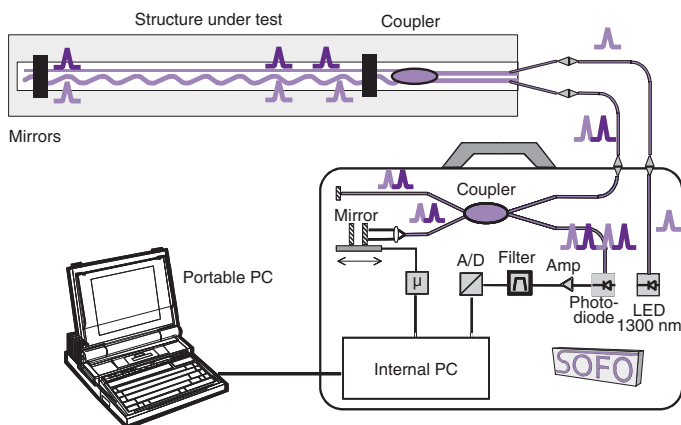 Structure under test
Coupler
Mirrors
Coupler
Mirror
A/D
Filter
Amp
µ
Photo-
diode
LED
1300 nm
Portable PC
Internal PC
SOFO